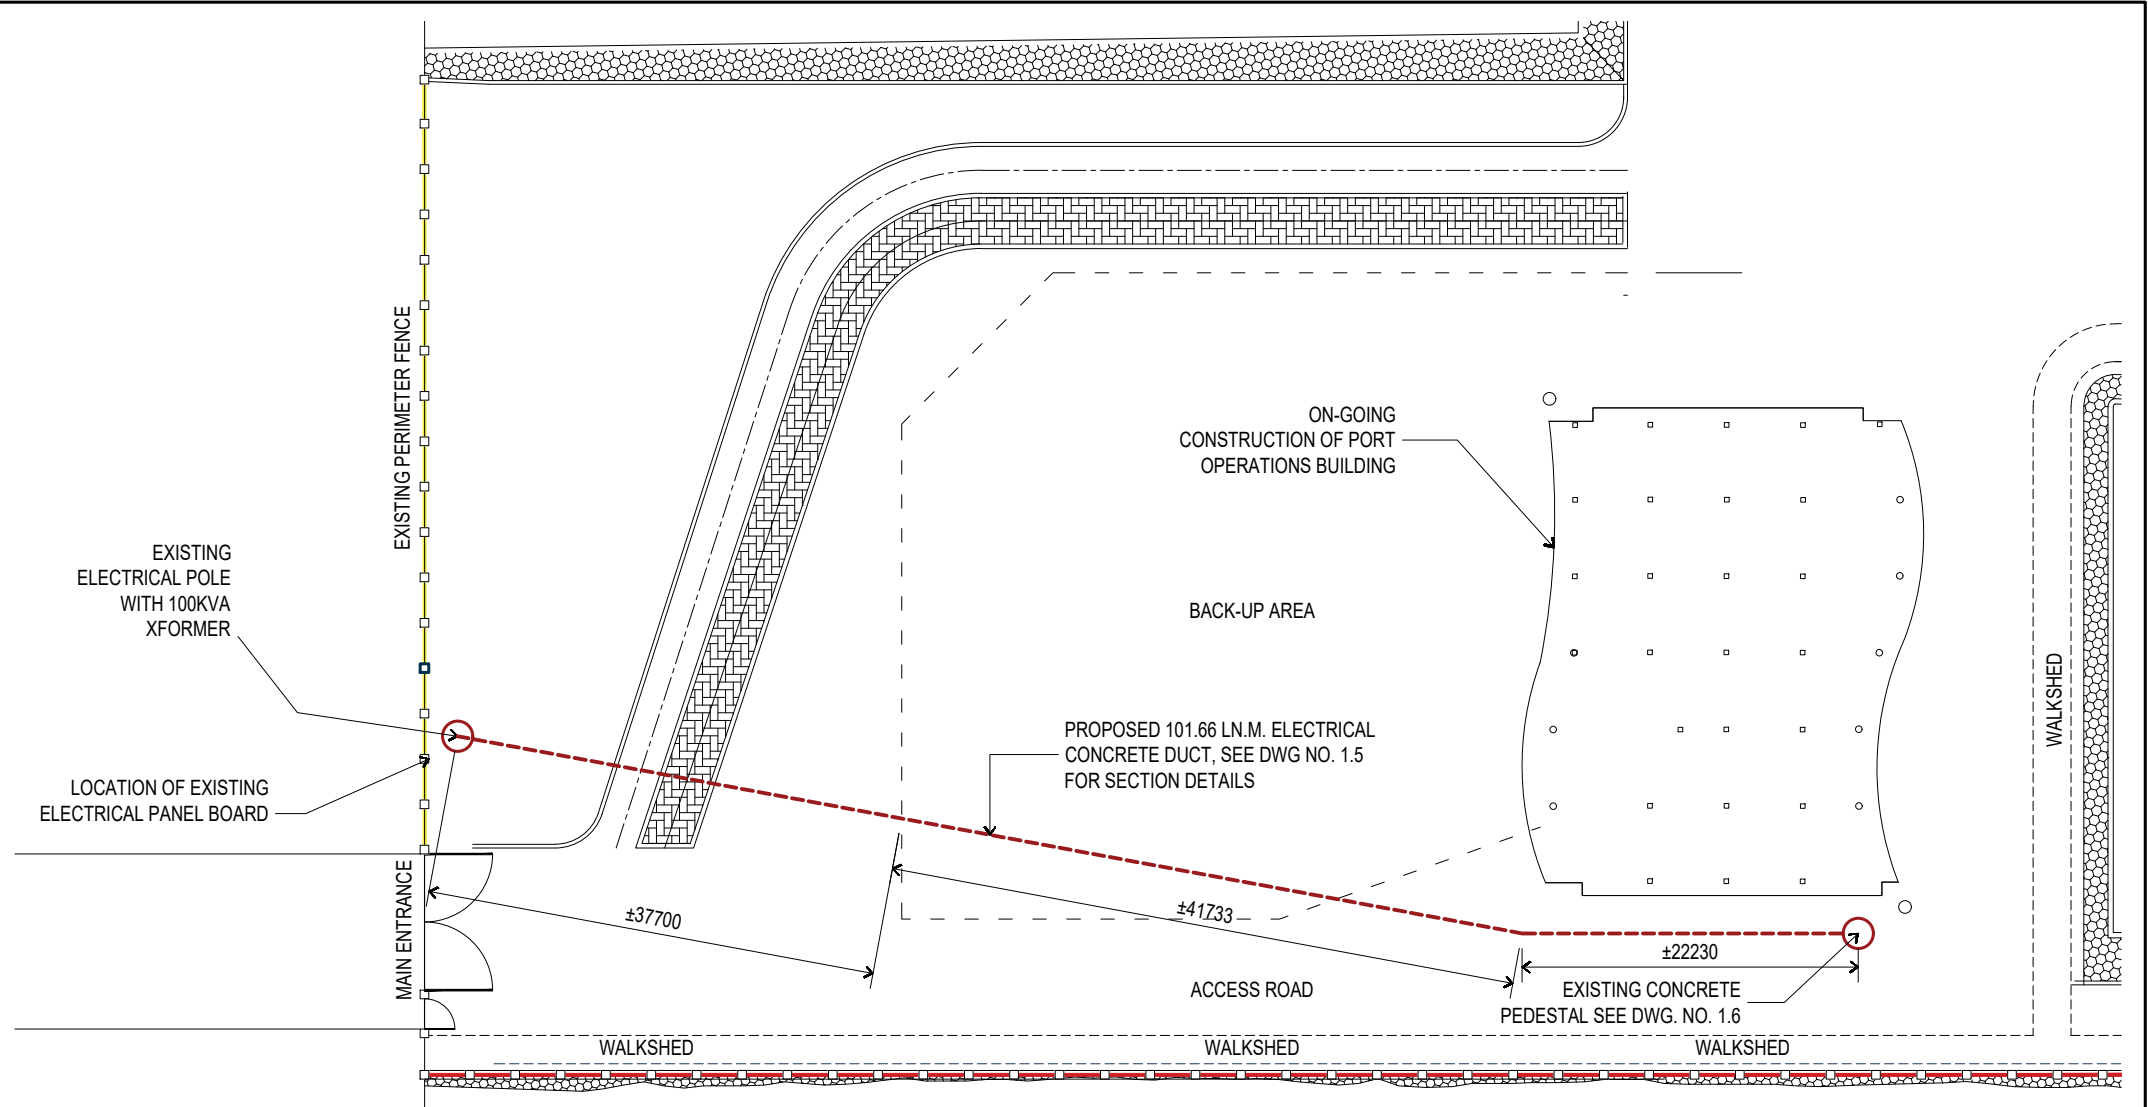 EXISTING PERIMETER FENCE
ON-GOING
CONSTRUCTION OF PORT
OPERATIONS BUILDING
EXISTING
ELECTRICAL POLE
WITH 100KVA
XFORMER
BACK-UP AREA
WALKSHED
PROPOSED 101.66 LN.M. ELECTRICAL
CONCRETE DUCT, SEE DWG NO. 1.5
FOR SECTION DETAILS
LOCATION OF EXISTING
ELECTRICAL PANEL BOARD
MAIN ENTRANCE
±37700
±41733
±22230
ACCESS ROAD
EXISTING CONCRETE
PEDESTAL SEE DWG. NO. 1.6
WALKSHED
WALKSHED
WALKSHED